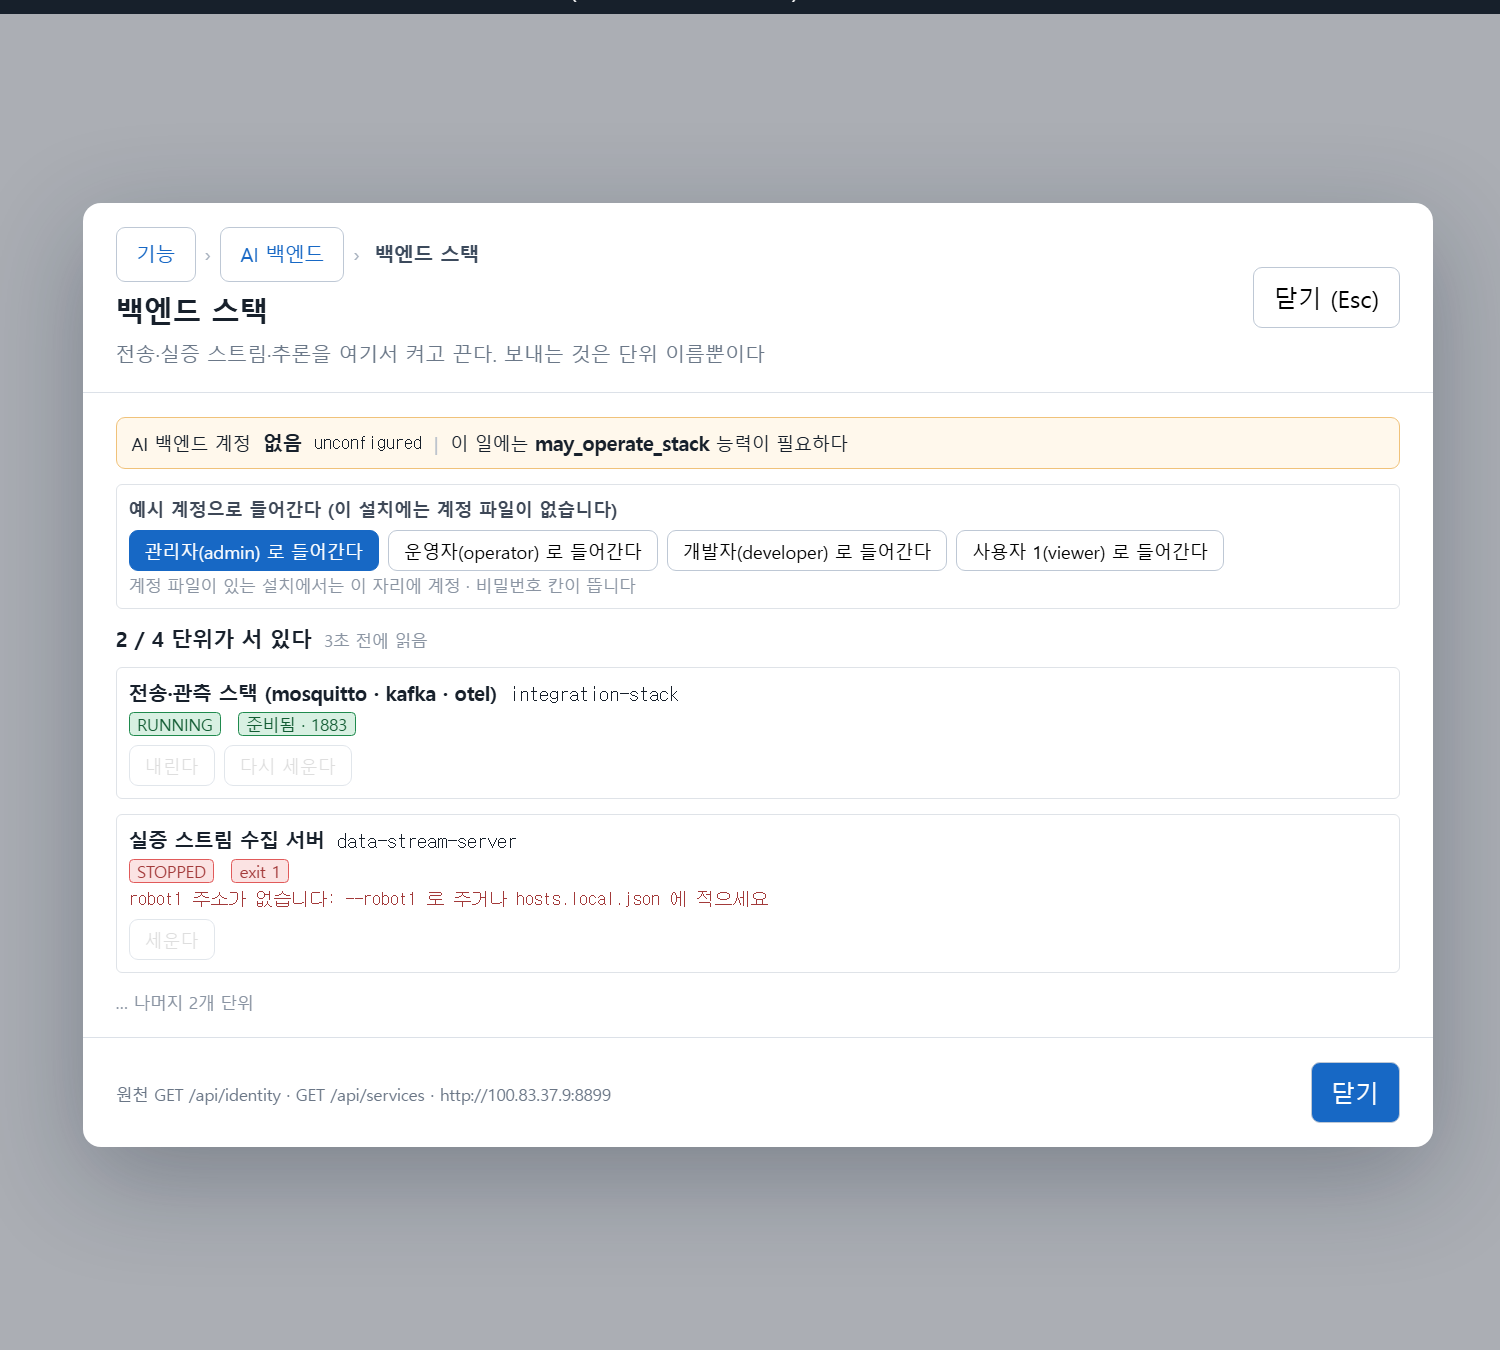 기능 › AI 백엔드 › 백엔드 스택
백엔드 스택
닫기 (Esc)
전송·실증 스트림·추론을 여기서 켜고 끈다. 보내는 것은 단위 이름뿐이다
AI 백엔드 계정 없음 unconfigured | 이 일에는 may_operate_stack 능력이 필요하다
예시 계정으로 들어간다 (이 설치에는 계정 파일이 없습니다)
관리자(admin) 로 들어간다 운영자(operator) 로 들어간다 개발자(developer) 로 들어간다 사용자 1(viewer) 로 들어간다
계정 파일이 있는 설치에서는 이 자리에 계정 · 비밀번호 칸이 뜹니다
2 / 4 단위가 서 있다 3초 전에 읽음
전송·관측 스택 (mosquitto · kafka · otel) integration-stack
RUNNING 준비됨 · 1883
내린다 다시 세운다
실증 스트림 수집 서버 data-stream-server
STOPPED exit 1
robot1 주소가 없습니다: --robot1 로 주거나 hosts.local.json 에 적으세요
세운다
... 나머지 2개 단위
원천 GET /api/identity · GET /api/services · http://100.83.37.9:8899
닫기